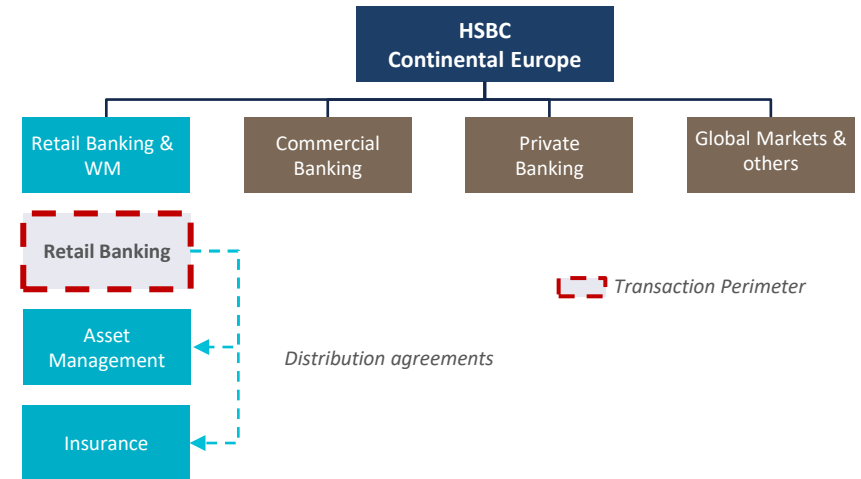 HSBC
Continental Europe
Retail Banking &
WM
Commercial
Banking
Private
Banking
Global Markets &
others
Retail Banking
Transaction Perimeter
Asset
Management
Distribution agreements
Insurance